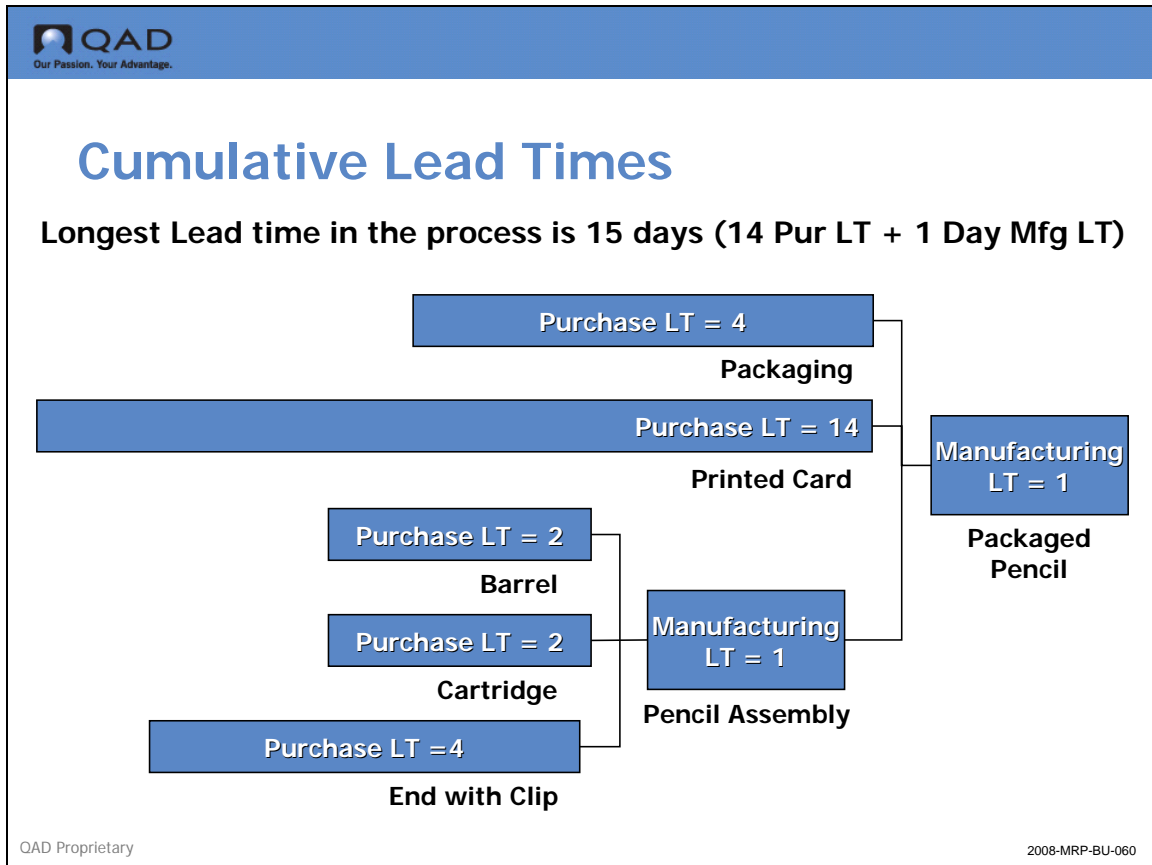 QAD
Our Passion. Your Advantage.
Cumulative Lead Times
Longest Lead time in the process is 15 days (14 Pur LT + 1 Day Mfg LT)
Purchase LT = 4
Packaging
Purchase LT = 14
Printed Card
Manufacturing
LT = 1
Packaged
Pencil
Purchase LT = 2
Barrel
Purchase LT = 2
Cartridge
Manufacturing
LT = 1
Pencil Assembly
Purchase LT =4
End with Clip
QAD Proprietary
2008-MRP-BU-060